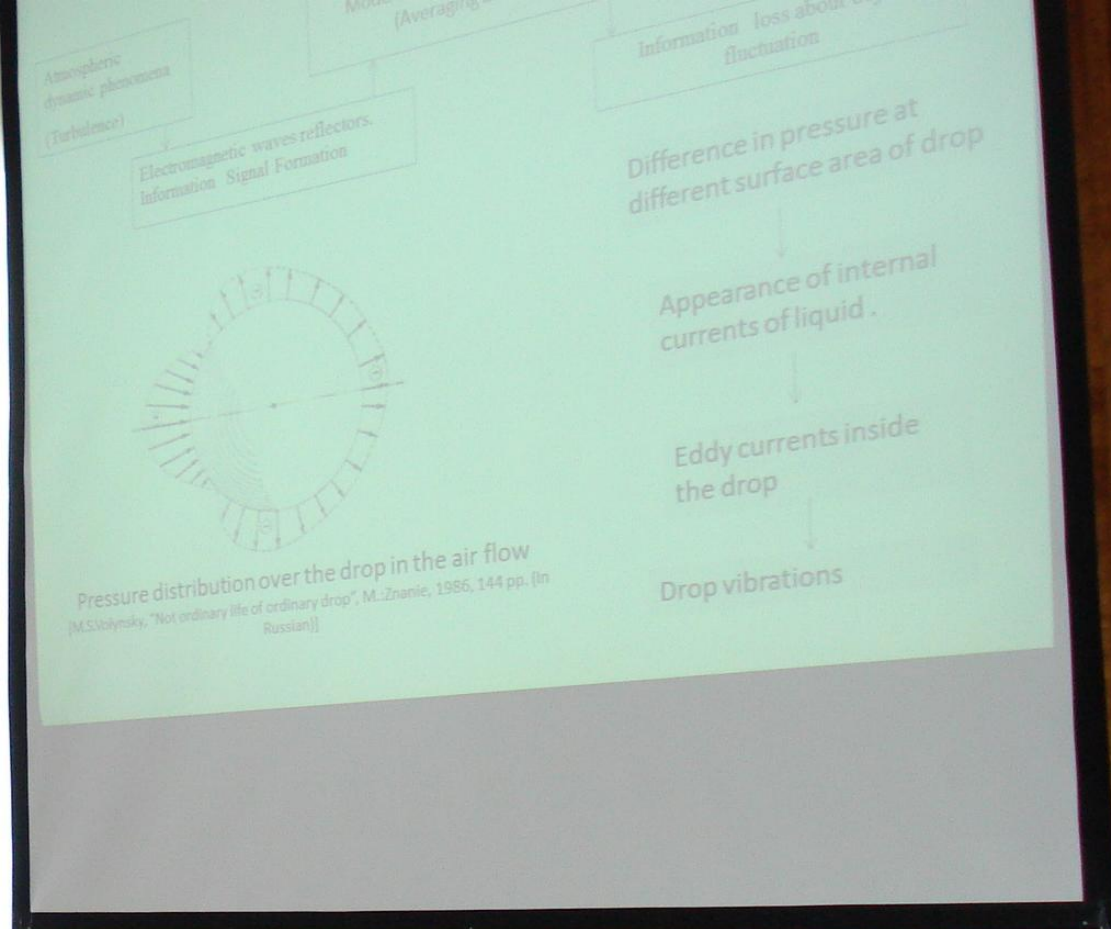 (Averaging
Information loss about
fluctuation
Atmospheric
dynamic phenomena
(Turbulence)
Electromagnetic waves reflectors.
Information Signal Formation
Difference in pressure at
different surface area of drop
Appearance of internal
currents of liquid .
Eddy currents inside
the drop
Drop vibrations
Pressure distribution over the drop in the air flow
[M.S.Volynsky, "Not ordinary life of ordinary drop", M.:Znanie, 1986, 144 pp. (In
Russian)]